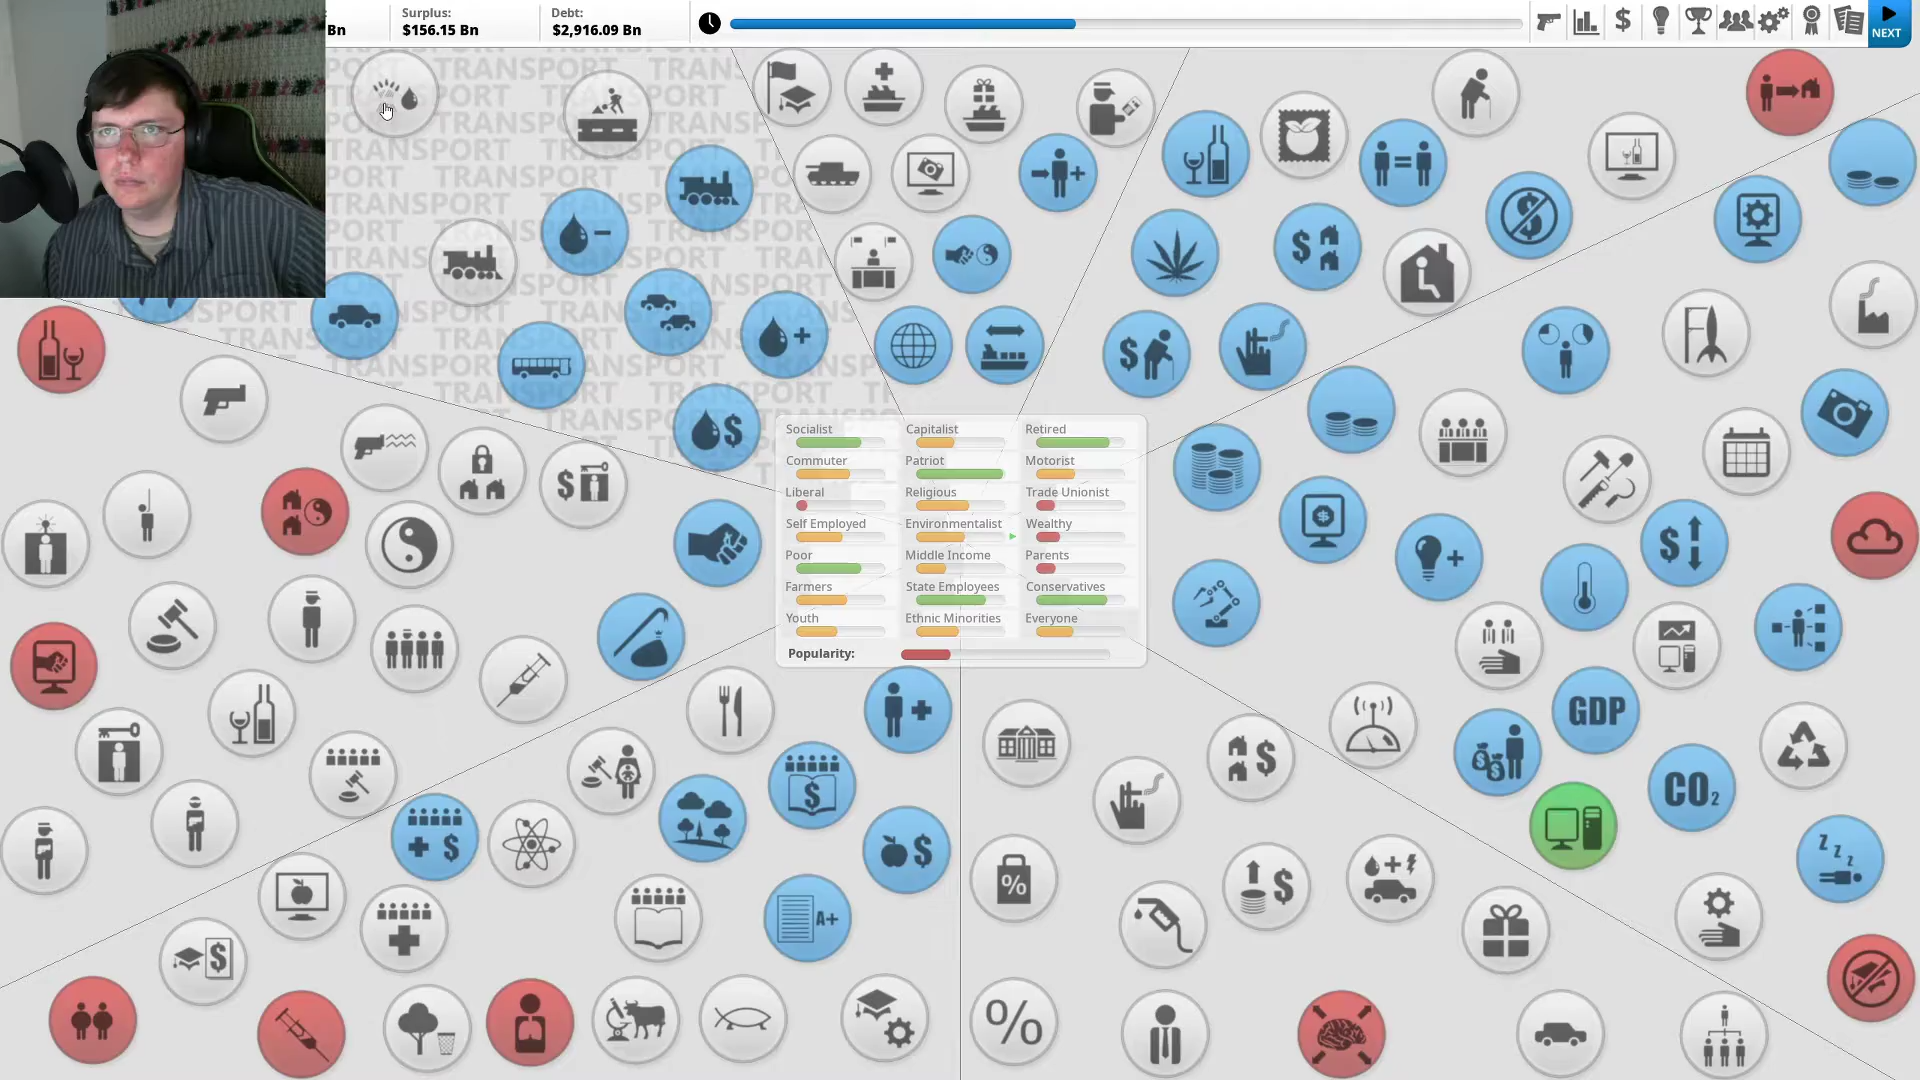 Surplus: Debt:
Bn $156.15 Bn $2,916.09 Bn
NEXT
TRANSPORT
Socialist Capitalist Retired
Commuter Patriot Motorist
Liberal Religious Trade Unionist
Self Employed Environmentalist Wealthy
Poor Middle Income Parents
Farmers State Employees Conservatives
Youth Ethnic Minorities Everyone
Popularity:
GDP
CO2
A+
%
%
Z Z Z